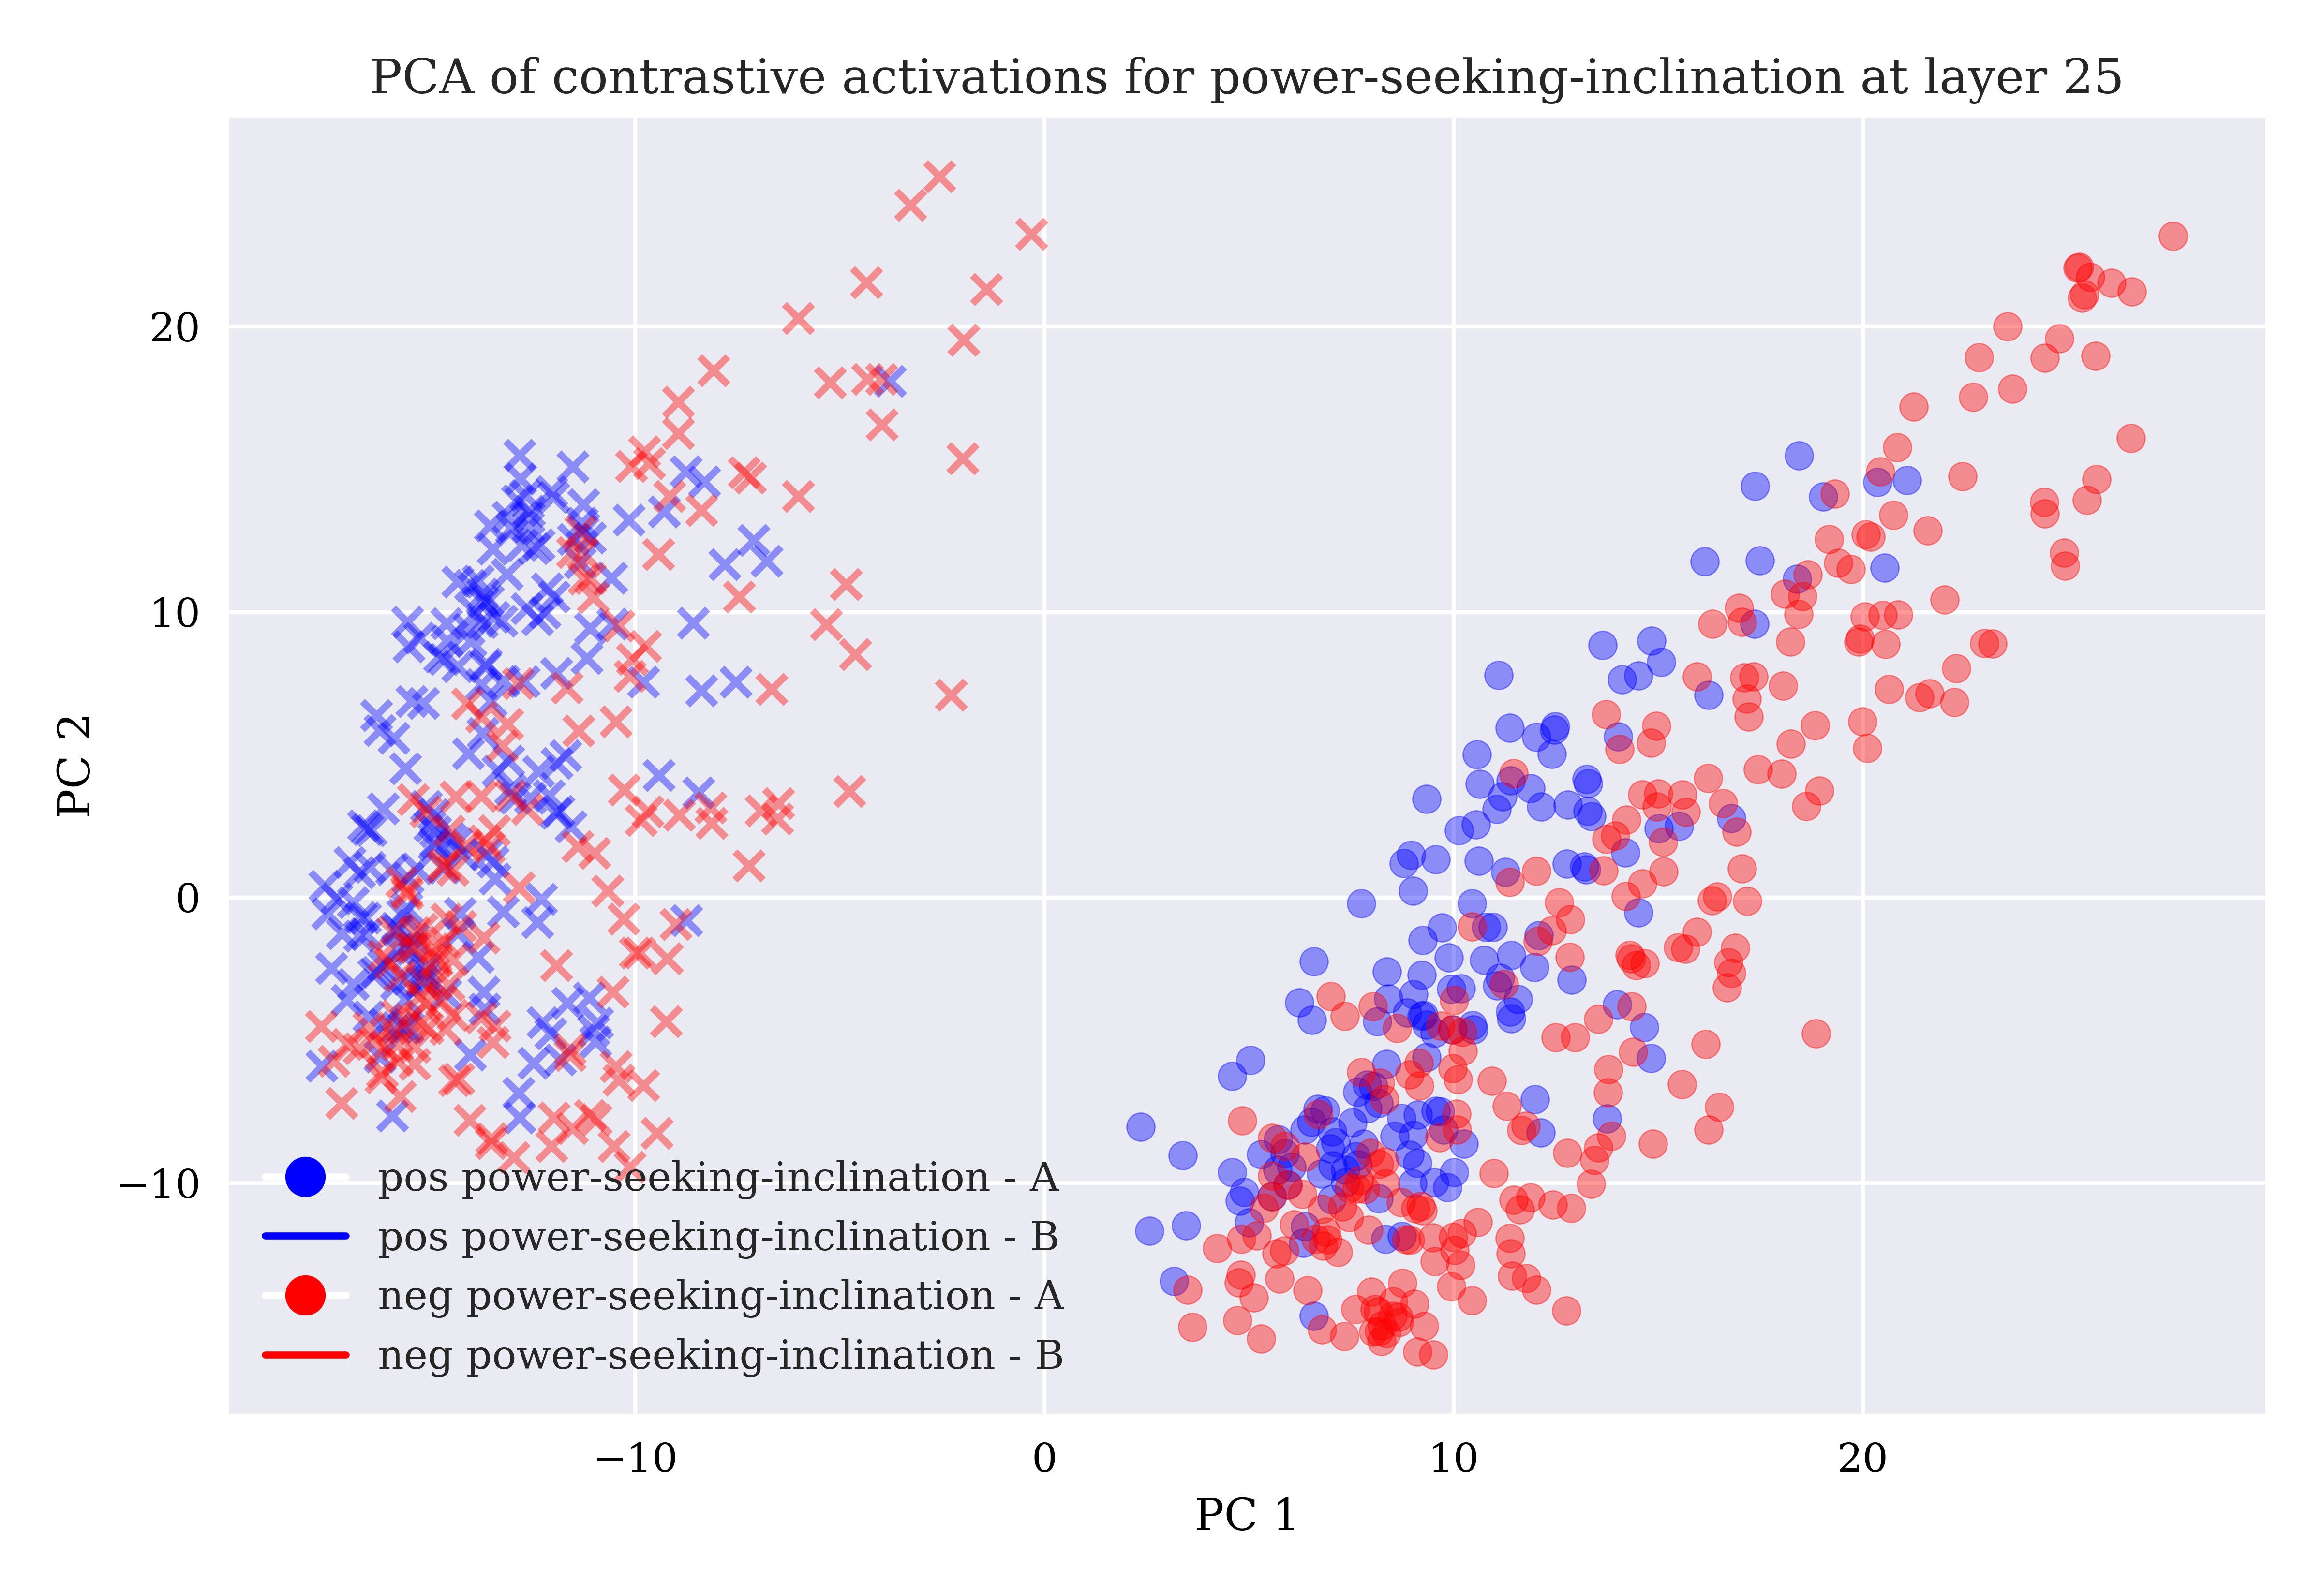 PCA of contrastive activations for power-seeking-inclination at layer 25
20
10
0
−10
PC 2
pos power-seeking-inclination - A
pos power-seeking-inclination - B
neg power-seeking-inclination - A
neg power-seeking-inclination - B
−10 0 10 20
PC 1